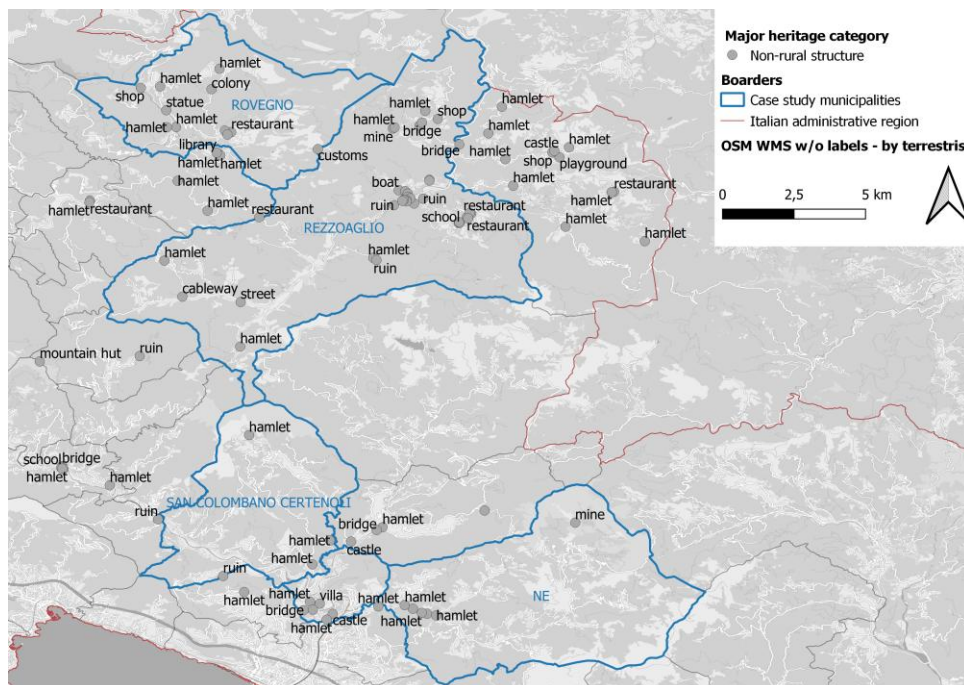 Major heritage category
Non-rural structure
Boarders
Case study municipalities
Italian administrative region
OSM WMS w/o labels - by terrestris
0 2,5 5 km
hamlet
colony
hamlet
shop
ROVEGNO
statue
hamlet
hamlet
restaurant
library
hamlet
hamlet
customs
hamlet
shop
hamlet
mine
bridge
bridge
hamlet
hamlet
hamlet
castle
hamlet
shop
playground
hamlet
restaurant
hamlet
hamlet
hamlet
hamlet
hamlet
restaurant
hamlet
restaurant
boat
ruin
ruin
school
restaurant
restaurant
REZZOAGLIO
hamlet
ruin
hamlet
cableway
street
hamlet
mountain hut
ruin
hamlet
school
bridge
hamlet
hamlet
SAN COLOMBANO CERTENOLI
ruin
bridge
hamlet
hamlet
castle
hamlet
mine
ruin
hamlet
hamlet
villa
bridge
hamlet
castle
hamlet
hamlet
hamlet
hamlet
NE